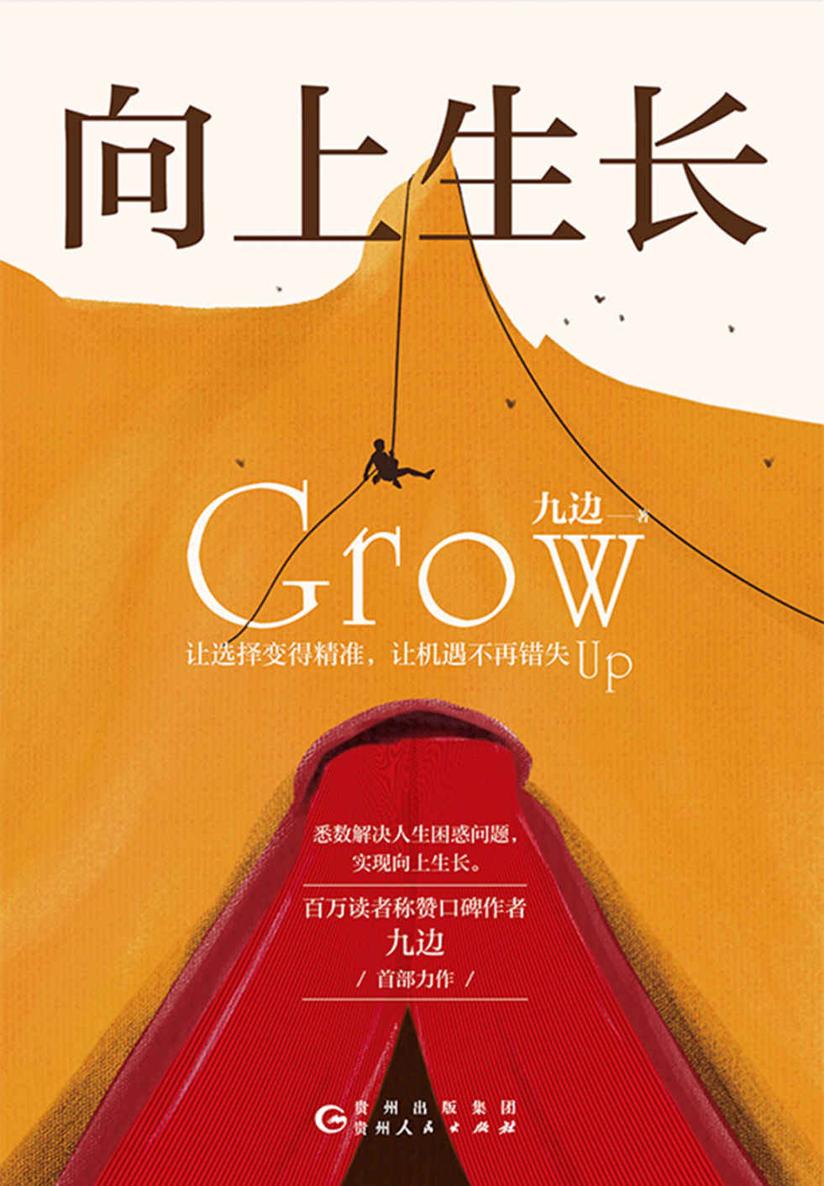 向上生长
九边——著
Grow
让选择变得精准，让机遇不再错失
Up
悉数解决人生困惑问题，
实现向上生长。
百万读者称赞口碑作者
九边
/ 首部力作 /
贵州出版集团
贵州人民出版社